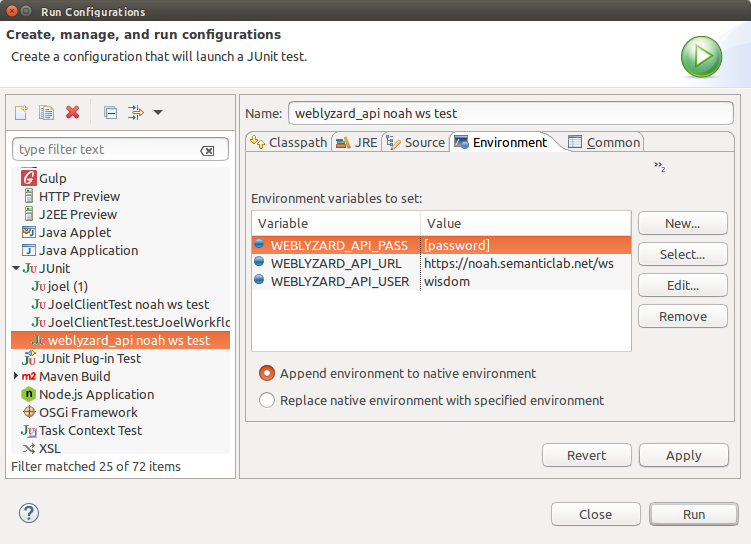 Run Configurations
Create, manage, and run configurations
Create a configuration that will launch a JUnit test.
type filter text
Gulp
HTTP Preview
J2EE Preview
Java Applet
Java Application
JUnit
joel (1)
JoelClientTest noah ws test
JoelClientTest.testJoelWorkflo
weblyzard_api noah ws test
JUnit Plug-in Test
m2 Maven Build
Node.js Application
OSGi Framework
Task Context Test
XSL
Filter matched 25 of 72 items
Name: weblyzard_api noah ws test
Classpath JRE Source Environment Common
»2
Environment variables to set:
Variable Value
WEBLYZARD_API_PASS [password]
WEBLYZARD_API_URL https://noah.semanticlab.net/ws
WEBLYZARD_API_USER wisdom
New...
Select...
Edit...
Remove
Append environment to native environment
Replace native environment with specified environment
Revert Apply
? Close Run